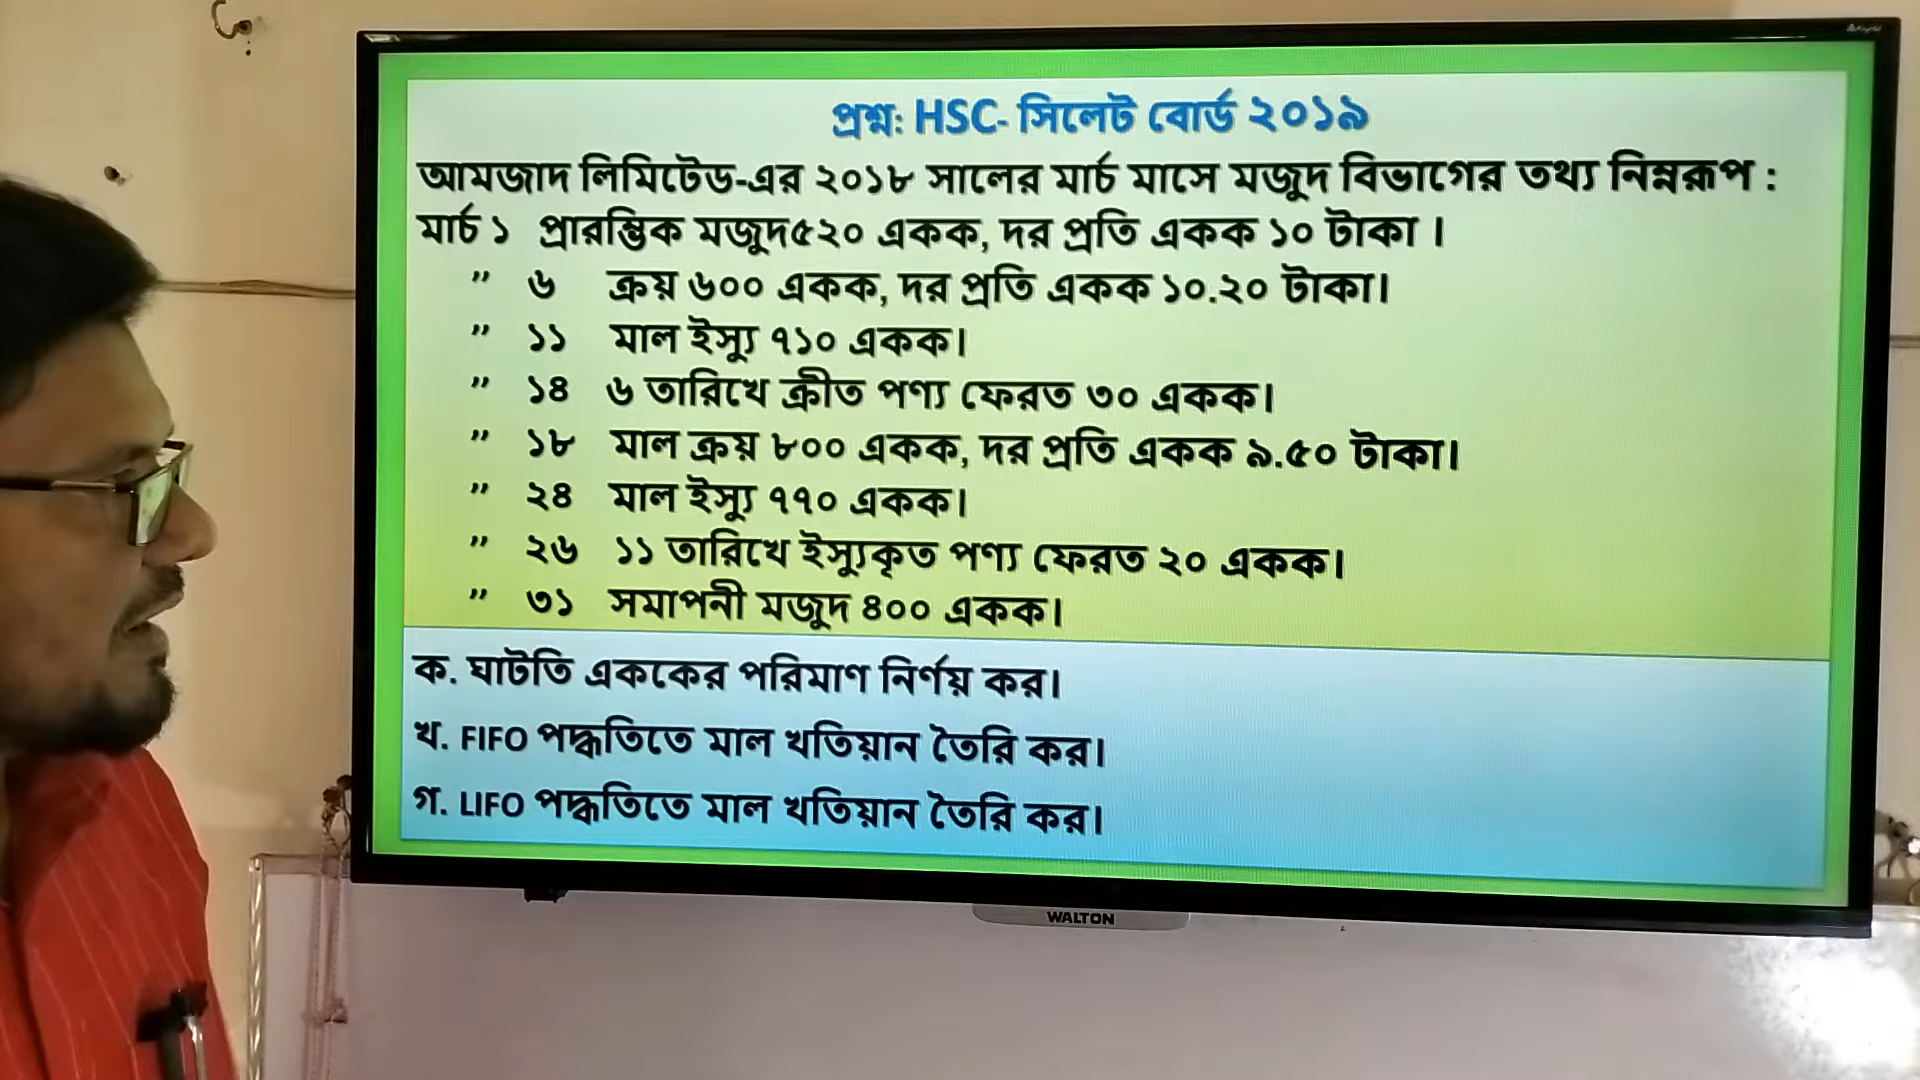 প্রশ্ন: HSC- সিলেট বোর্ড ২০১৯
আমজাদ লিমিটেড-এর ২০১৮ সালের মার্চ মাসে মজুদ বিভাগের তথ্য নিম্নরূপ :
মার্চ ১ প্রারম্ভিক মজুদ৫২০ একক, দর প্রতি একক ১০ টাকা ।
” ৬ ক্রয় ৬০০ একক, দর প্রতি একক ১০.২০ টাকা।
” ১১ মাল ইস্যু ৭১০ একক।
” ১৪ ৬ তারিখে ক্রীত পণ্য ফেরত ৩০ একক।
” ১৮ মাল ক্রয় ৮০০ একক, দর প্রতি একক ৯.৫০ টাকা।
” ২৪ মাল ইস্যু ৭৭০ একক।
” ২৬ ১১ তারিখে ইস্যুকৃত পণ্য ফেরত ২০ একক।
” ৩১ সমাপনী মজুদ ৪০০ একক।
ক. ঘাটতি এককের পরিমাণ নির্ণয় কর।
খ. FIFO পদ্ধতিতে মাল খতিয়ান তৈরি কর।
গ. LIFO পদ্ধতিতে মাল খতিয়ান তৈরি কর।
WALTON